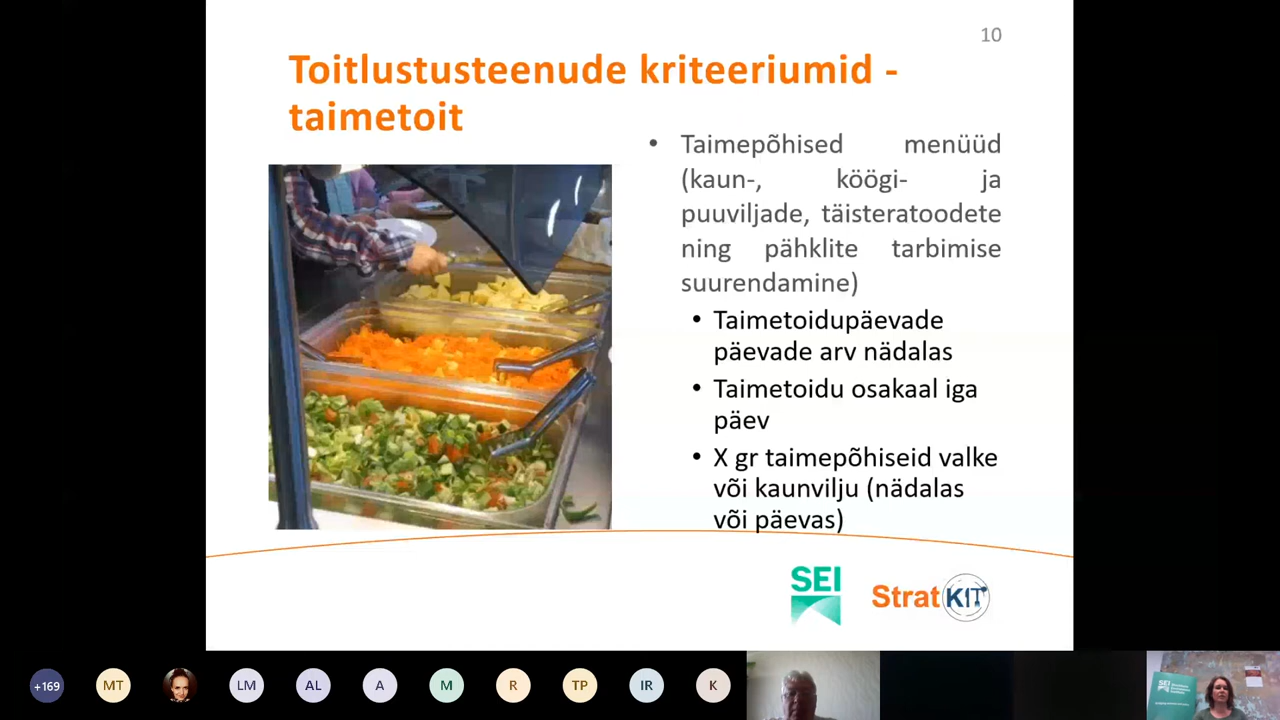 10
Toitlustusteenude kriteeriumid -
taimetoit
• Taimepõhised menüüd
(kaun-, köögi- ja
puuviljade, täisteratoodete
ning pähklite tarbimise
suurendamine)
• Taimetoidupäevade
päevade arv nädalas
• Taimetoidu osakaal iga
päev
• X gr taimepõhiseid valke
või kaunvilju (nädalas
või päevas)
SEI
StratKIT
+169
MT
LM
AL
A
M
R
TP
IR
K
SEI